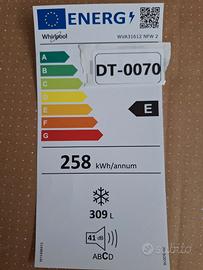 ENERG
Whirlpool
WVA31612 NFW 2
A
B
C
D
E
F
G
DT-0070
E
258 kWh/annum
309 L
41 dB
ABCD
subito